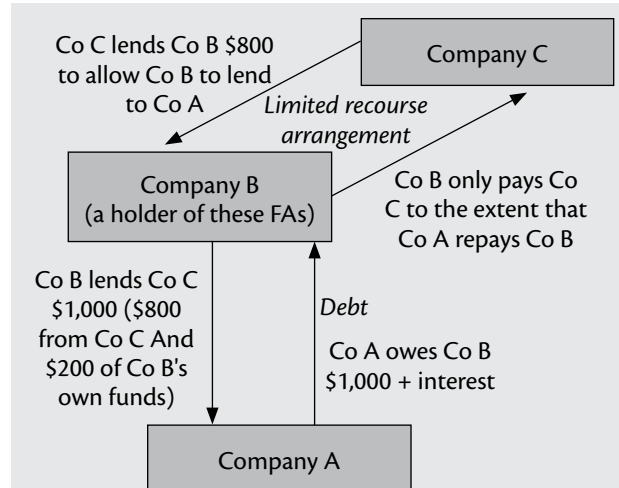 Co C lends Co B $800
to allow Co B to lend
to Co A
Company C
Limited recourse
arrangement
Company B
(a holder of these FAs)
Co B only pays Co
C to the extent that
Co A repays Co B
Co B lends Co C
$1,000 ($800
from Co C And
$200 of Co B's
own funds)
Debt
Co A owes Co B
$1,000 + interest
Company A